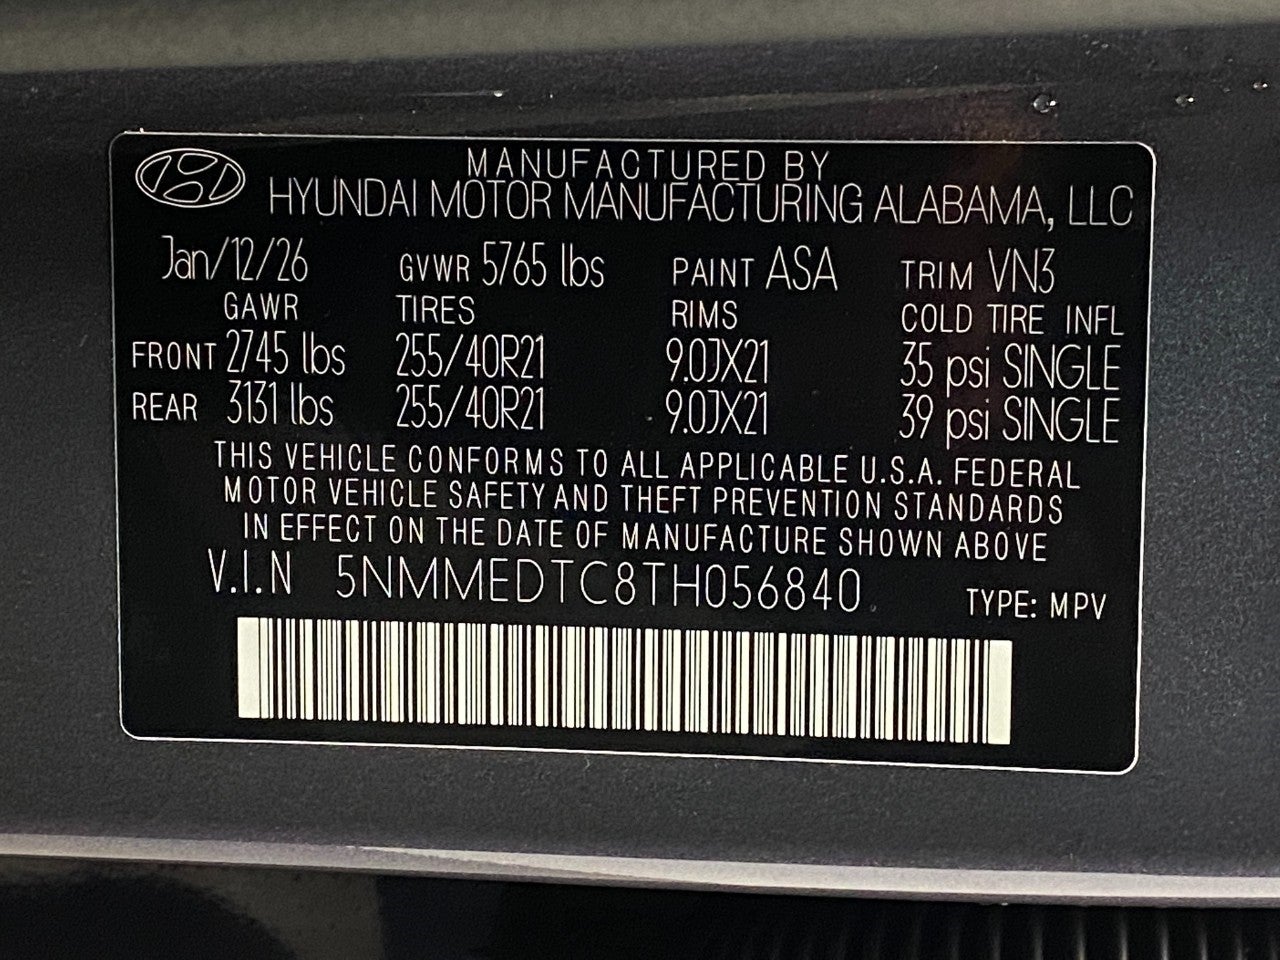 MANUFACTURED BY
HYUNDAI MOTOR MANUFACTURING ALABAMA, LLC
Jan/12/26 GVWR 5765 lbs PAINT ASA TRIM VN3
GAWR TIRES RIMS COLD TIRE INFL
FRONT 2745 lbs 255/40R21 9.0JX21 35 psi SINGLE
REAR 3131 lbs 255/40R21 9.0JX21 39 psi SINGLE
THIS VEHICLE CONFORMS TO ALL APPLICABLE U.S.A. FEDERAL
MOTOR VEHICLE SAFETY AND THEFT PREVENTION STANDARDS
IN EFFECT ON THE DATE OF MANUFACTURE SHOWN ABOVE
V.I.N 5NMMEDTC8TH056840 TYPE: MPV